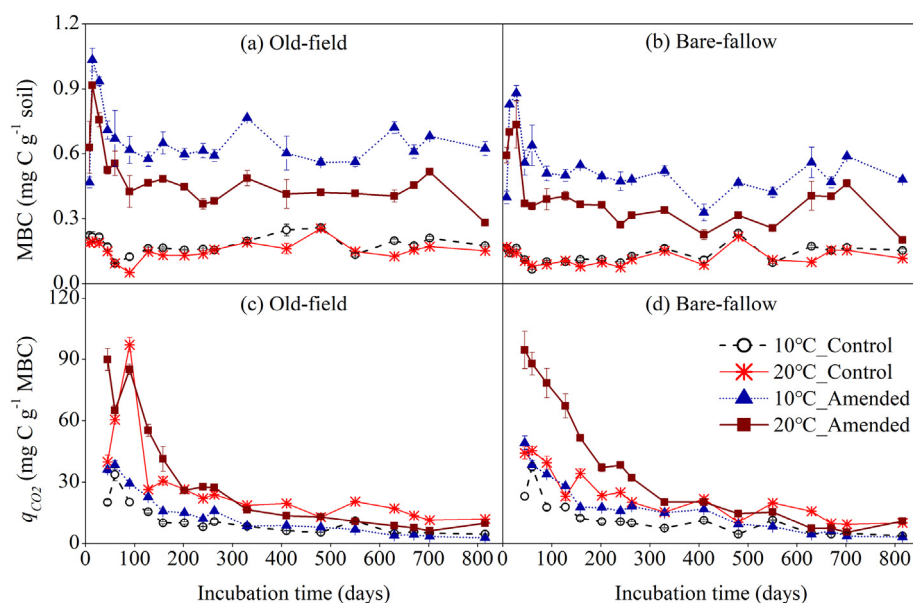 1.2
0.9
0.6
0.3
0.0
MBC (mg C g⁻¹ soil)
(a) Old-field
(b) Bare-fallow
120
90
60
30
0
qCO2 (mg C g⁻¹ MBC)
(c) Old-field
(d) Bare-fallow
10℃_Control
20℃_Control
10℃_Amended
20℃_Amended
0 100 200 300 400 500 600 700 800 0 100 200 300 400 500 600 700 800
Incubation time (days) Incubation time (days)